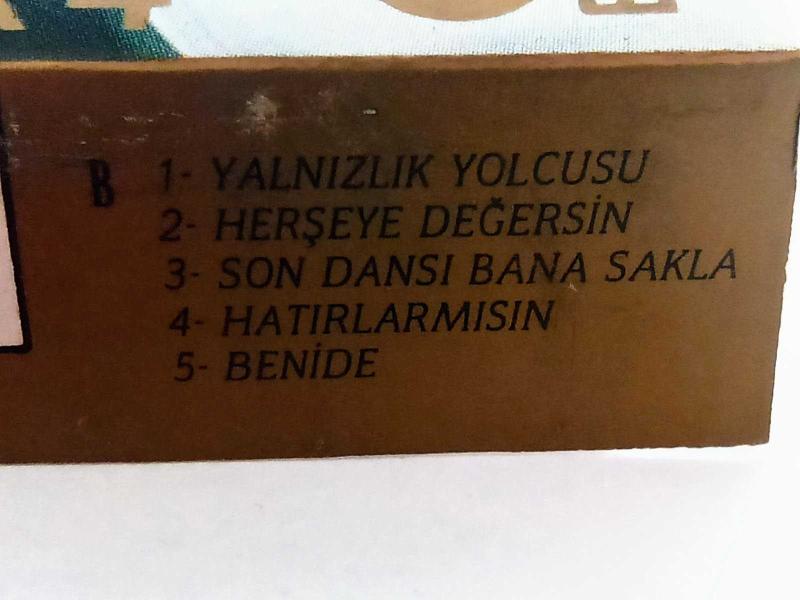 B 1- YALNIZLIK YOLCUSU
2- HERŞEYE DEĞERSİN
3- SON DANSI BANA SAKLA
4- HATIRLARMISIN
5- BENİDE